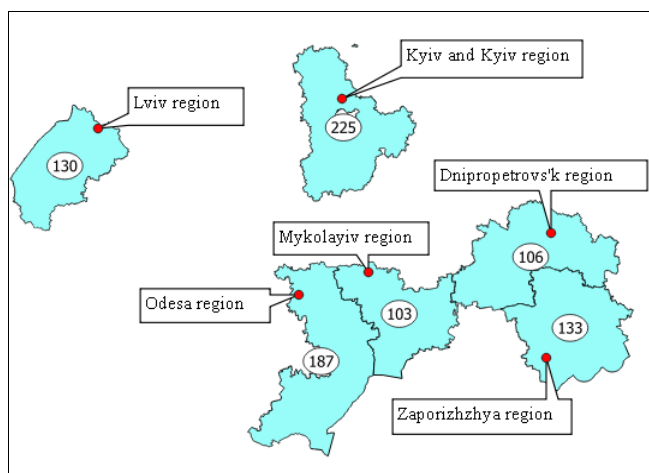 Kyiv and Kyiv region
Lviv region
225
130
Dnipropetrovs'k region
Mykolayiv region
106
Odesa region
103
133
187
Zaporizhzhya region